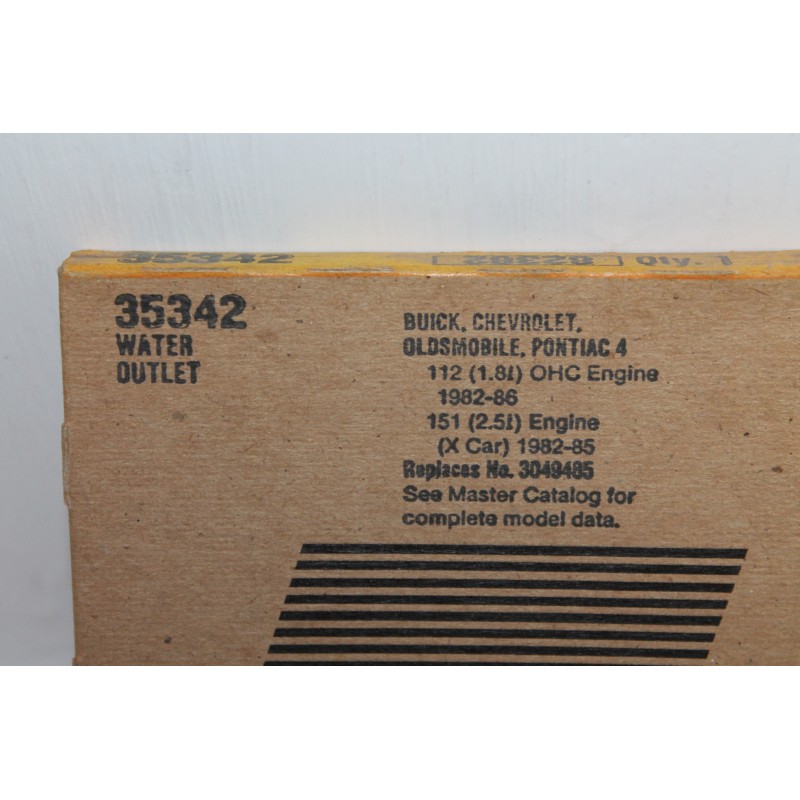 35342 28328 Qty. 1
35342
WATER
OUTLET
BUICK, CHEVROLET,
OLDSMOBILE, PONTIAC 4
112 (1.8l) OHC Engine
1982-86
151 (2.5l) Engine
(X Car) 1982-85
Replaces No. 3049485
See Master Catalog for
complete model data.